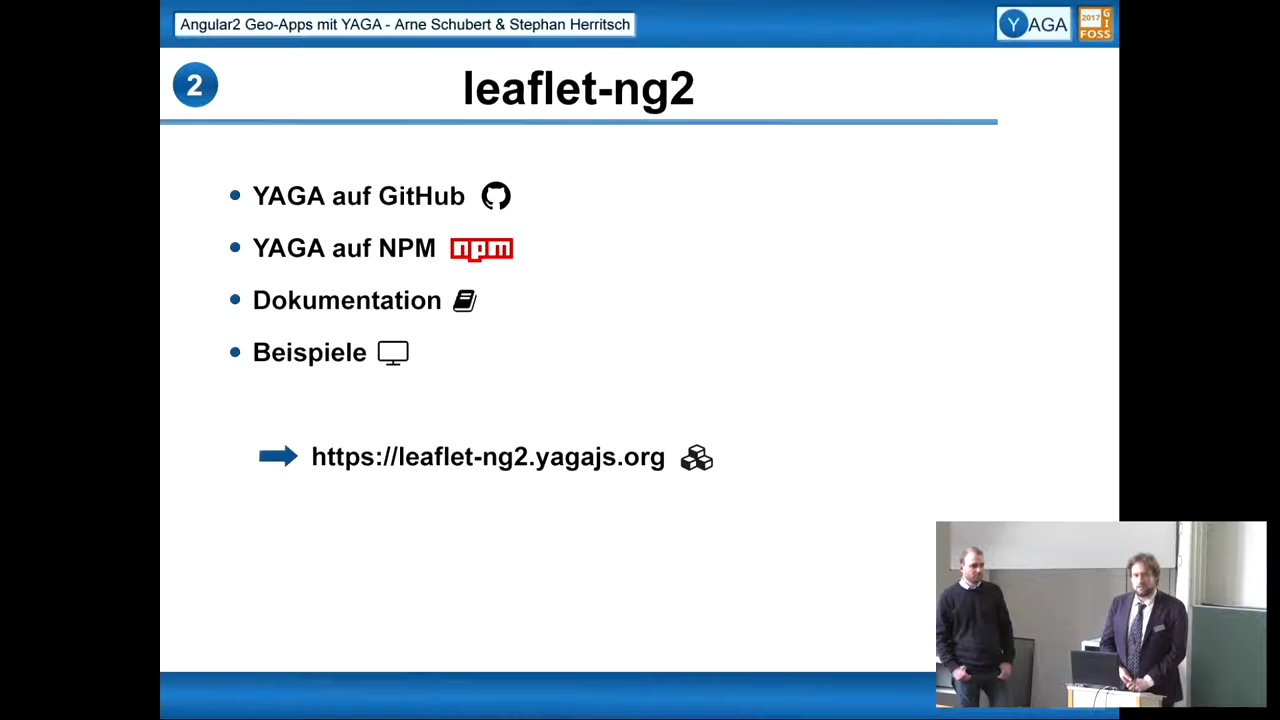 Angular2 Geo-Apps mit YAGA - Arne Schubert & Stephan Herritsch
YAGA
2017 GI
FOSS
2
leaflet-ng2
YAGA auf GitHub
YAGA auf NPM npm
Dokumentation
Beispiele
https://leaflet-ng2.yagajs.org